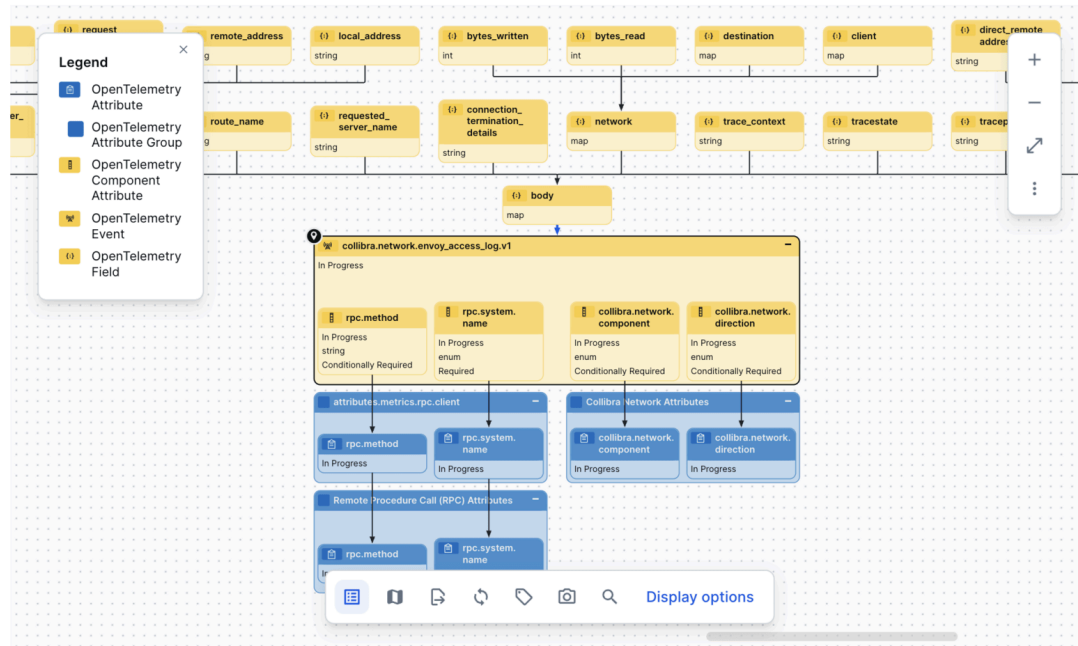 request
remote_address
local_address
string
bytes_written
int
bytes_read
int
destination
map
client
map
direct_remote
string
Legend
OpenTelemetry
Attribute
OpenTelemetry
Attribute Group
OpenTelemetry
Component
Attribute
OpenTelemetry
Event
OpenTelemetry
Field
route_name
requested_
server_name
string
connection_
termination_
details
string
network
map
trace_context
string
tracestate
string
string
body
map
collibra.network.envoy_access_log.v1
In Progress
rpc.method
In Progress
string
Conditionally Required
rpc.system.
name
In Progress
enum
Required
collibra.network.
component
In Progress
enum
Conditionally Required
collibra.network.
direction
In Progress
enum
Conditionally Required
attributes.metrics.rpc.client
rpc.method
In Progress
rpc.system.
name
In Progress
Collibra Network Attributes
collibra.network.
component
In Progress
collibra.network.
direction
In Progress
Remote Procedure Call (RPC) Attributes
rpc.method
rpc.system.
name
Display options